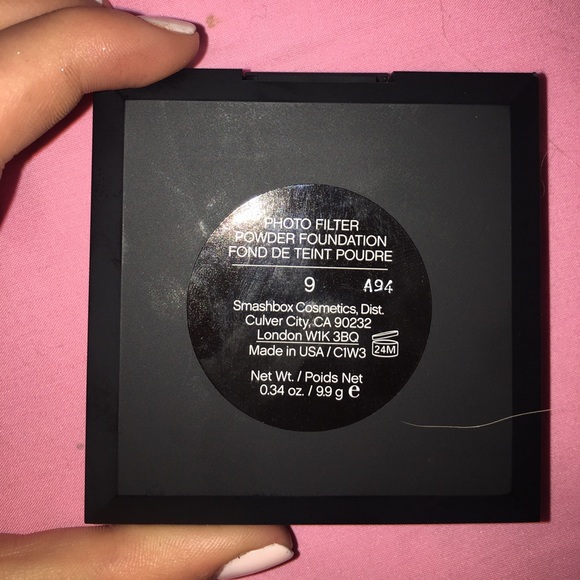 PHOTO FILTER
POWDER FOUNDATION
FOND DE TEINT POUDRE
9 A94
Smashbox Cosmetics, Dist.
Culver City, CA 90232
London W1K 3BQ
Made in USA / C1W3 24M
Net Wt. / Poids Net
0.34 oz. / 9.9 g e